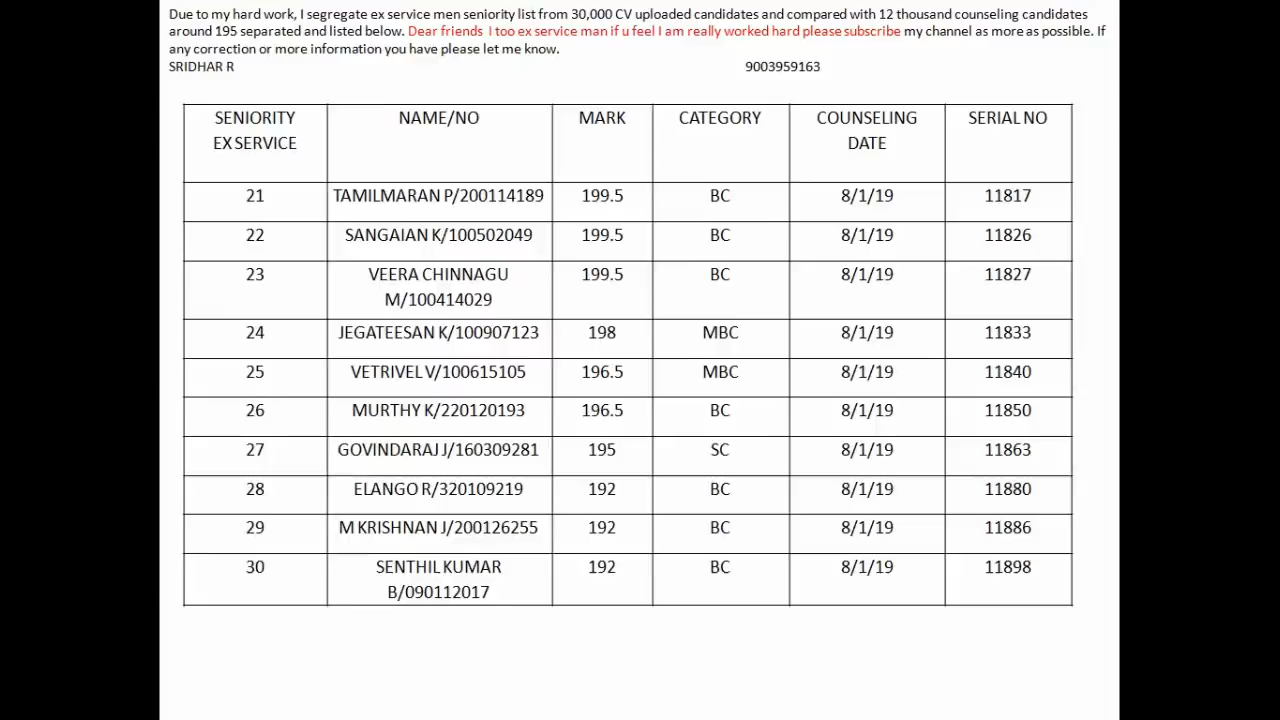 Due to my hard work, I segregate ex service men seniority list from 30,000 CV uploaded candidates and compared with 12 thousand counseling candidates
around 195 separated and listed below. Dear friends I too ex service man if u feel I am really worked hard please subscribe my channel as more as possible. If
any correction or more information you have please let me know.
SRIDHAR R 9003959163
SENIORITY EX SERVICE NAME/NO MARK CATEGORY COUNSELING DATE SERIAL NO
21 TAMILMARAN P/200114189 199.5 BC 8/1/19 11817
22 SANGAIAN K/100502049 199.5 BC 8/1/19 11826
23 VEERA CHINNAGU M/100414029 199.5 BC 8/1/19 11827
24 JEGATEESAN K/100907123 198 MBC 8/1/19 11833
25 VETRIVEL V/100615105 196.5 MBC 8/1/19 11840
26 MURTHY K/220120193 196.5 BC 8/1/19 11850
27 GOVINDARAJ J/160309281 195 SC 8/1/19 11863
28 ELANGO R/320109219 192 BC 8/1/19 11880
29 M KRISHNAN J/200126255 192 BC 8/1/19 11886
30 SENTHIL KUMAR B/090112017 192 BC 8/1/19 11898